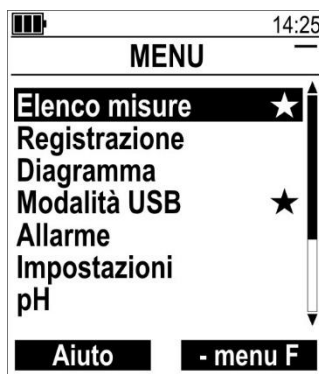 14:25
MENU
Elenco misure
Registrazione
Diagramma
Modalità USB
Allarme
Impostazioni
pH
Aiuto
- menu F